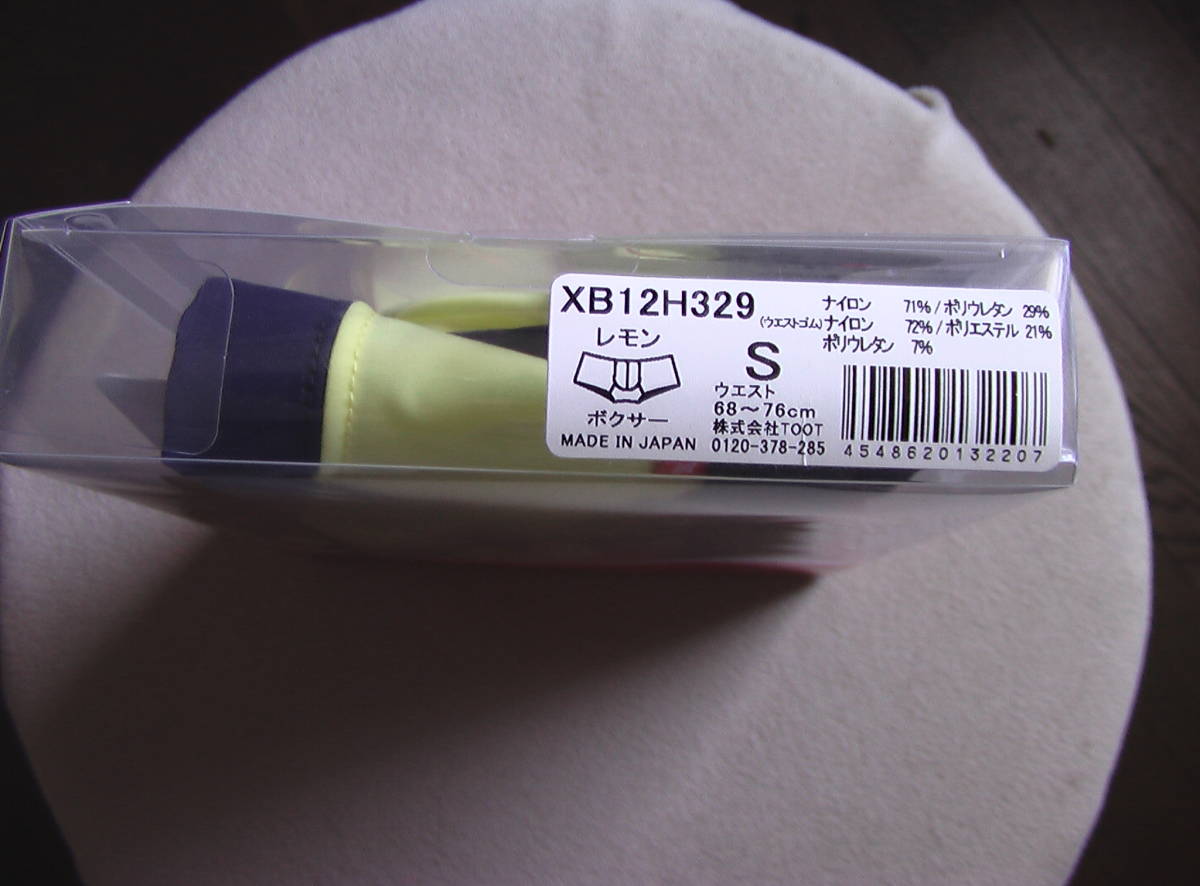 XB12H329
ナイロン 71% / ポリウレタン 29%
(ウエストゴム)ナイロン 72% / ポリエステル 21%
ポリウレタン 7%
レモン
S
ウエスト
68～76cm
ボクサー
株式会社TOOT
MADE IN JAPAN 0120-378-285
4548620132207